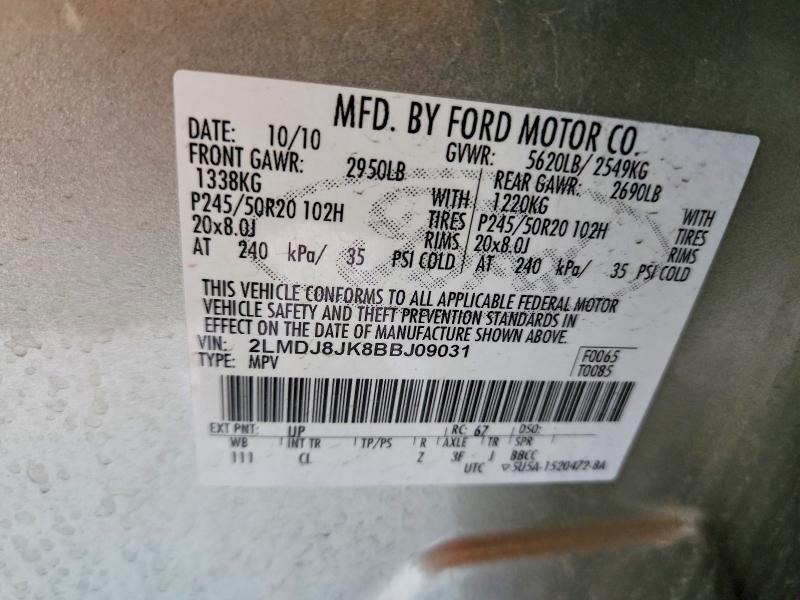 MFD. BY FORD MOTOR CO.
DATE: 10/10 GVWR: 5620LB/ 2549KG
FRONT GAWR: 2950LB REAR GAWR: 2690LB
1338KG WITH 1220KG WITH
P245/50R20 102H TIRES P245/50R20 102H TIRES
20x8.0J RIMS 20x8.0J RIMS
AT 240 kPa/ 35 PSI COLD AT 240 kPa/ 35 PSI COLD
THIS VEHICLE CONFORMS TO ALL APPLICABLE FEDERAL MOTOR
VEHICLE SAFETY AND THEFT PREVENTION STANDARDS IN
EFFECT ON THE DATE OF MANUFACTURE SHOWN ABOVE.
VIN: 2LMDJ8JK8BBJ09031 F0065
TYPE: MPV T0085
EXT PNT: UP RC: 67 DSO:
WB INT TR TP/PS R AXLE TR SPR
111 CL Z 3F J BBCC
UTC ▽5U5A-1520472-BA